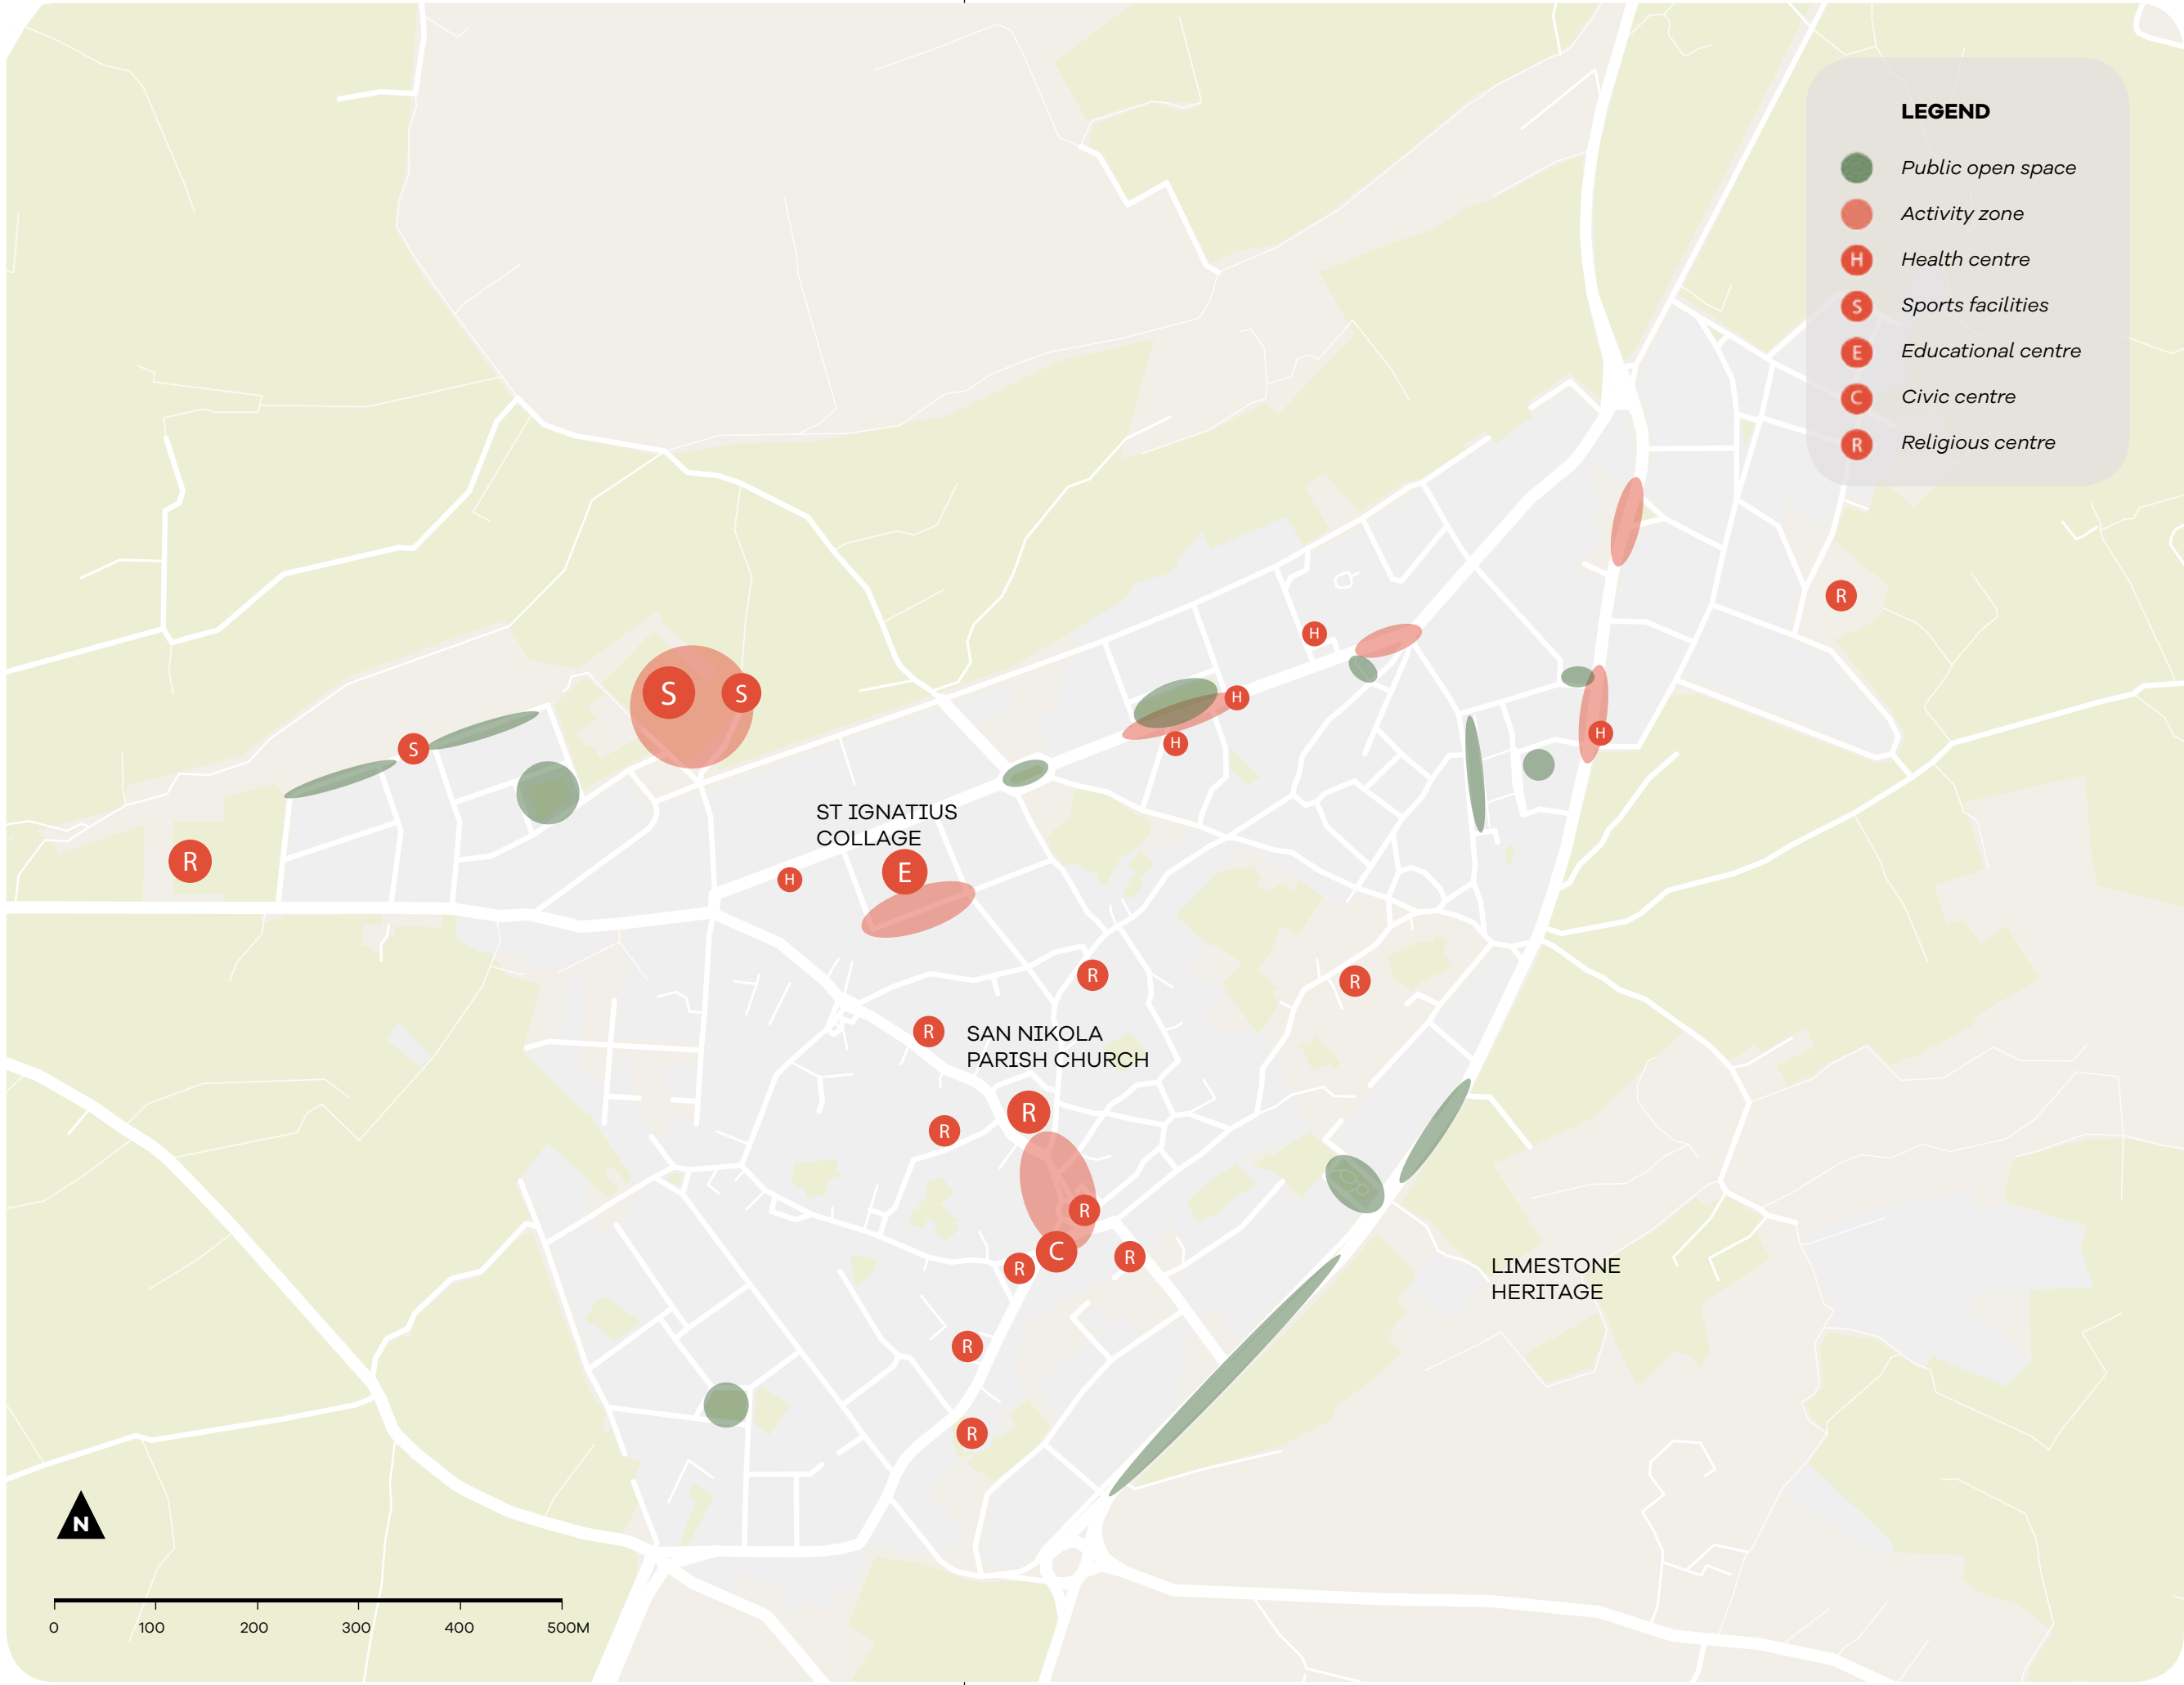 LEGEND
Public open space
Activity zone
H Health centre
S Sports facilities
E Educational centre
C Civic centre
R Religious centre
R
H
S
S
H
S
H
H
ST IGNATIUS
COLLAGE
R
E
H
R
R
R
SAN NIKOLA
PARISH CHURCH
R
R
R
C
R
R
LIMESTONE
HERITAGE
R
R
N
0 100 200 300 400 500M